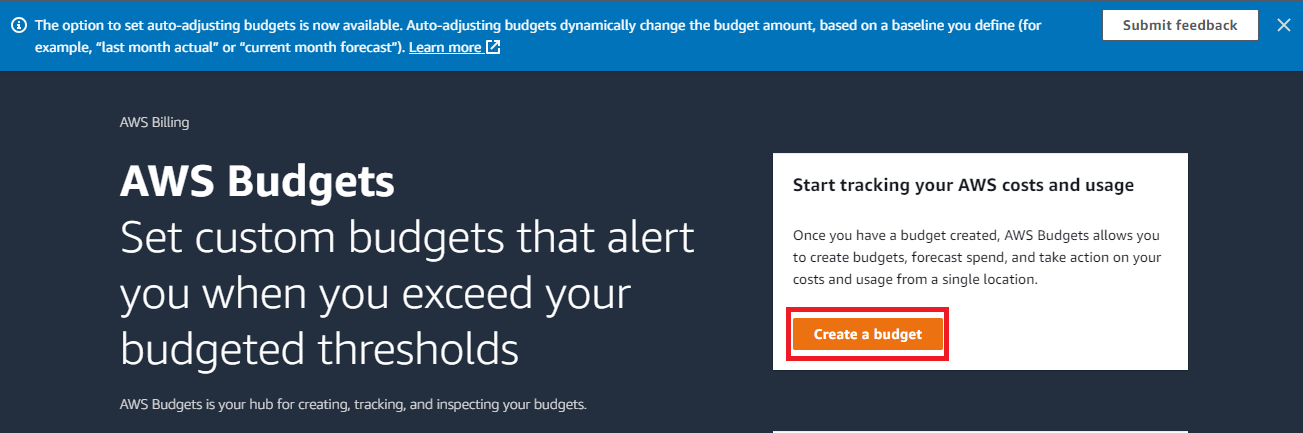 The option to set auto-adjusting budgets is now available. Auto-adjusting budgets dynamically change the budget amount, based on a baseline you define (for
example, “last month actual” or “current month forecast”). Learn more
Submit feedback
AWS Billing
AWS Budgets
Set custom budgets that alert
you when you exceed your
budgeted thresholds
AWS Budgets is your hub for creating, tracking, and inspecting your budgets.
Start tracking your AWS costs and usage
Once you have a budget created, AWS Budgets allows you
to create budgets, forecast spend, and take action on your
costs and usage from a single location.
Create a budget